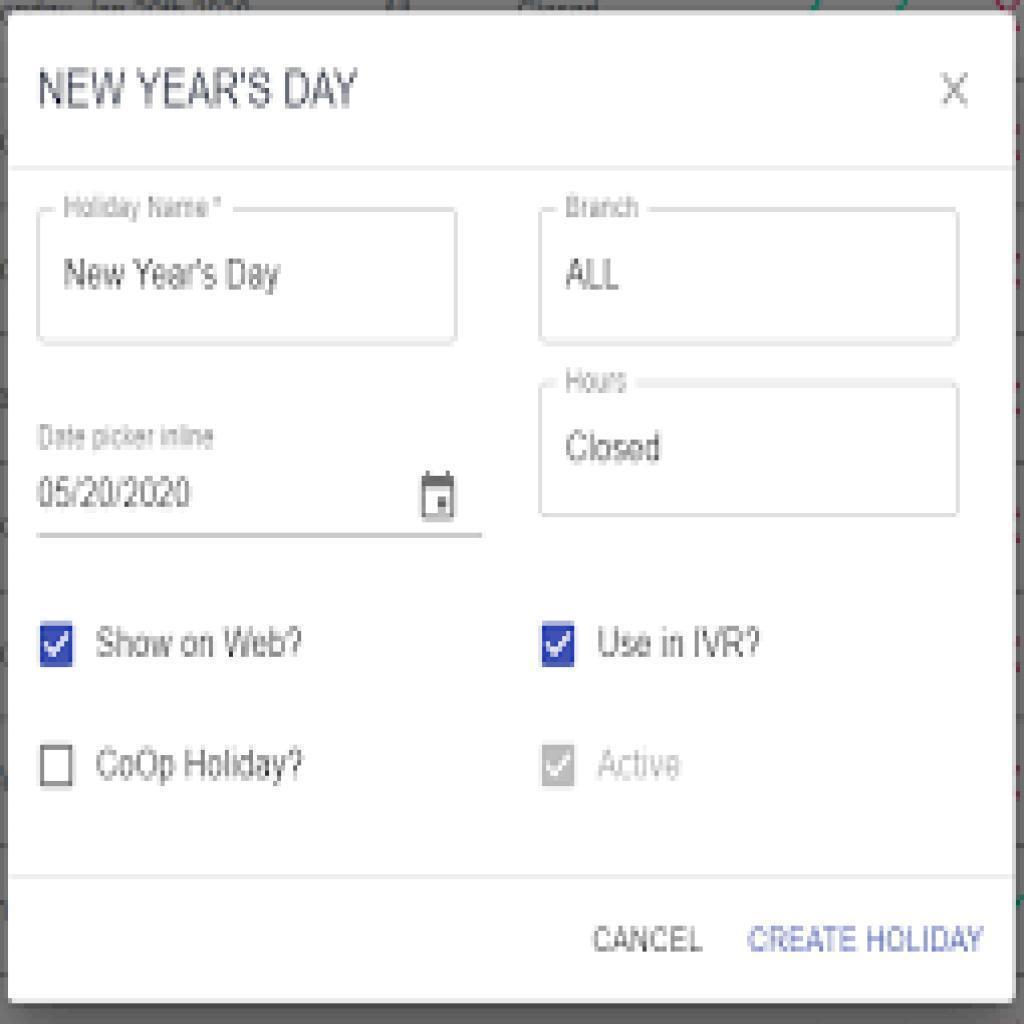 NEW YEAR'S DAY
Holiday Name *
New Year's Day
Branch
ALL
Hours
Closed
Date picker inline
05/20/2020
Show on Web?
Use in IVR?
CoOp Holiday?
Active
CANCEL
CREATE HOLIDAY